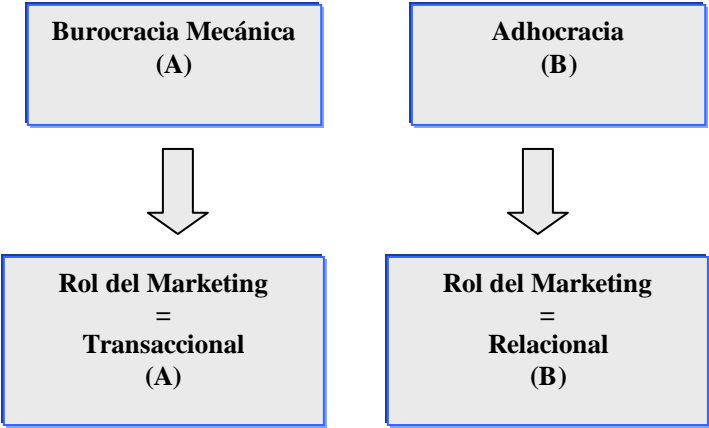 Burocracia Mecánica
(A)
Adhocracia
(B)
Rol del Marketing
=
Transaccional
(A)
Rol del Marketing
=
Relacional
(B)